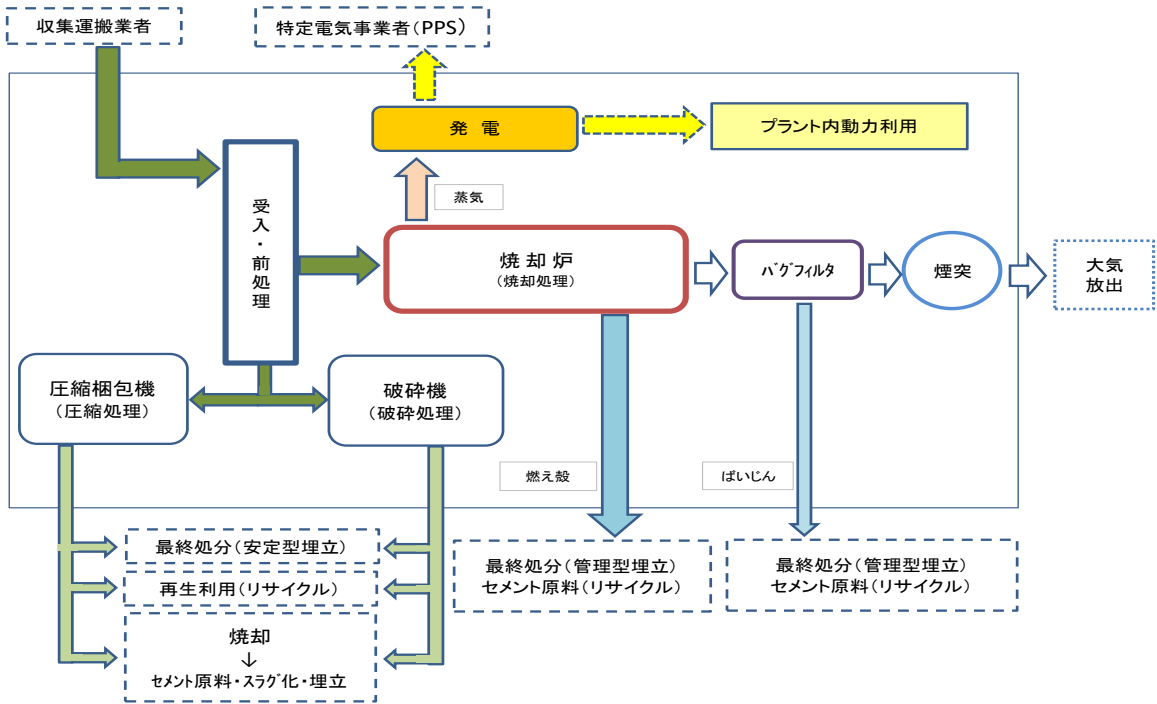 収集運搬業者
特定電気事業者(PPS)
発 電
プラント内動力利用
蒸気
受入・前処理
焼 却 炉
(焼却処理)
ﾊﾞｸﾞﾌｨﾙﾀ
煙突
大気
放出
圧縮梱包機
(圧縮処理)
破砕機
(破砕処理)
燃え殻
ばいじん
最終処分(安定型埋立)
再生利用(リサイクル)
焼却
↓
ｾﾒﾝﾄ原料・ｽﾗｸﾞ化・埋立
最終処分(管理型埋立)
セメント原料(リサイクル)
最終処分(管理型埋立)
セメント原料(リサイクル)